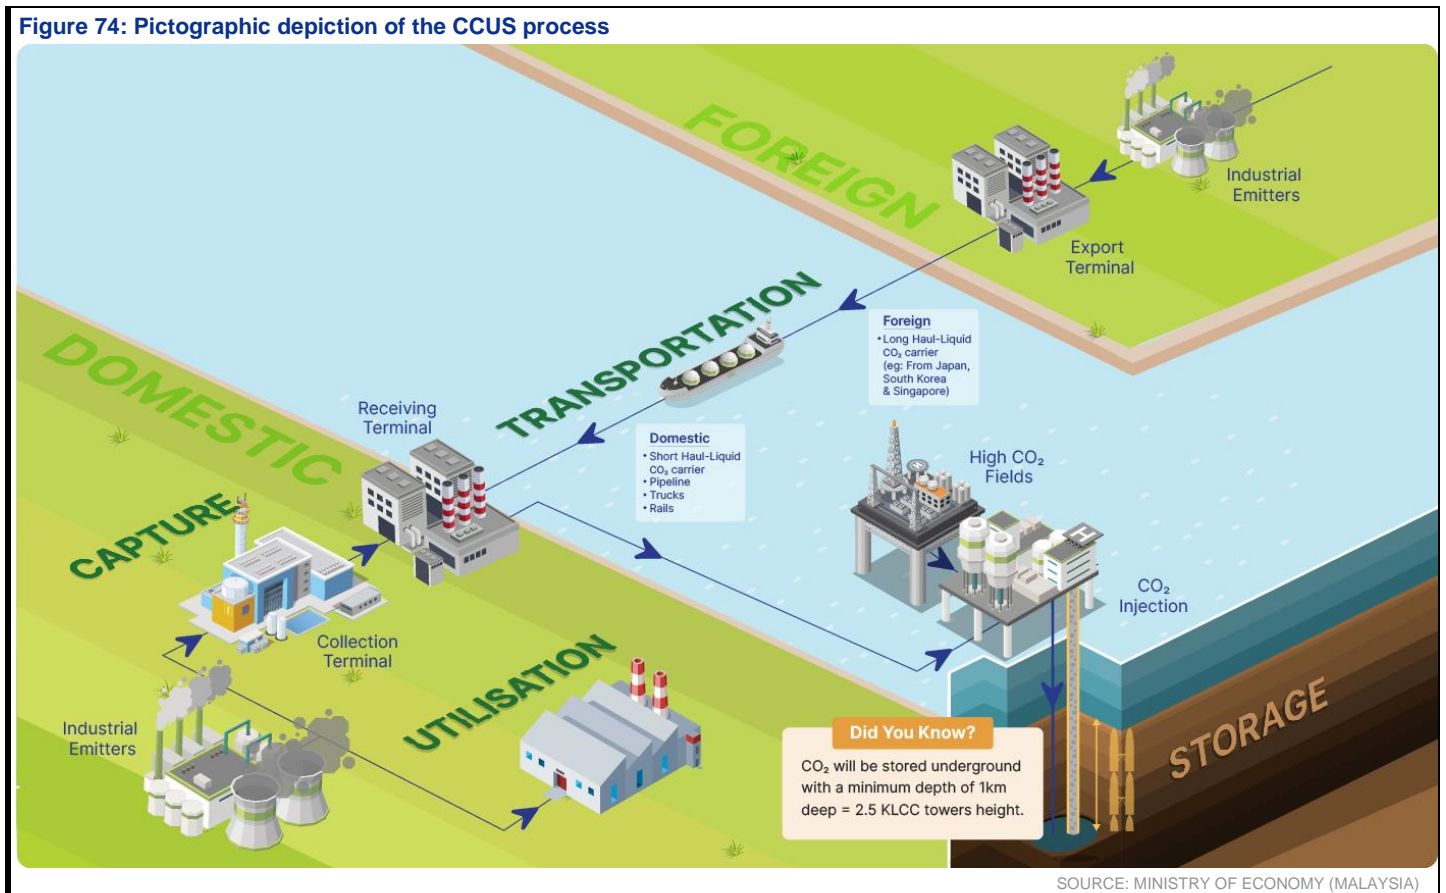 Figure 74: Pictographic depiction of the CCUS process
FOREIGN
Industrial
Emitters
Export
Terminal
TRANSPORTATION
Foreign
• Long Haul-Liquid
CO₂ carrier
(eg: From Japan,
South Korea
& Singapore)
DOMESTIC
Receiving
Terminal
Domestic
• Short Haul-Liquid
CO₂ carrier
• Pipeline
• Trucks
• Rails
High CO₂
Fields
H
H
CAPTURE
CO₂
Injection
Collection
Terminal
UTILISATION
Industrial
Emitters
STORAGE
Did You Know?
CO₂ will be stored underground
with a minimum depth of 1km
deep = 2.5 KLCC towers height.
SOURCE: MINISTRY OF ECONOMY (MALAYSIA)